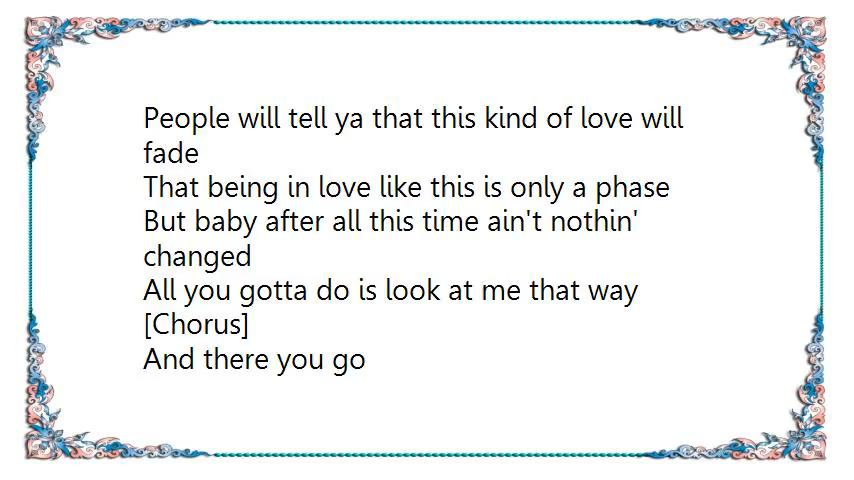 People will tell ya that this kind of love will
fade
That being in love like this is only a phase
But baby after all this time ain't nothin'
changed
All you gotta do is look at me that way
[Chorus]
And there you go